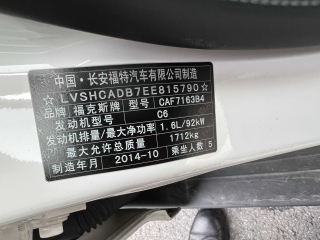 中国·长安福特汽车有限公司制造
☆LVSHCADB7EE815790☆
品牌 福克斯牌 型号 CAF7163B4
发动机型号 C6
发动机排量/最大净功率 1.6L/92kW
最大允许总质量 1712kg
制造年月 2014-10 乘坐人数 5